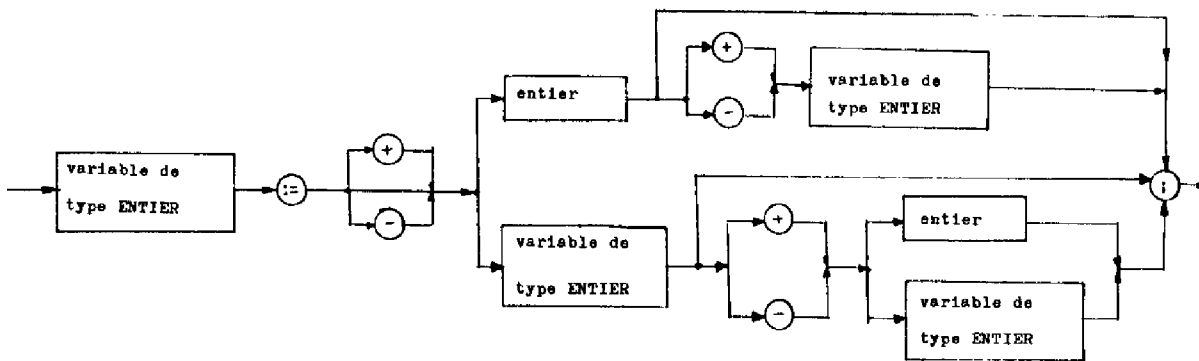 +
entier
variable de
type ENTIER
-
+
variable de
type ENTIER
:=
;
-
variable de
type ENTIER
+
entier
-
variable de
type ENTIER